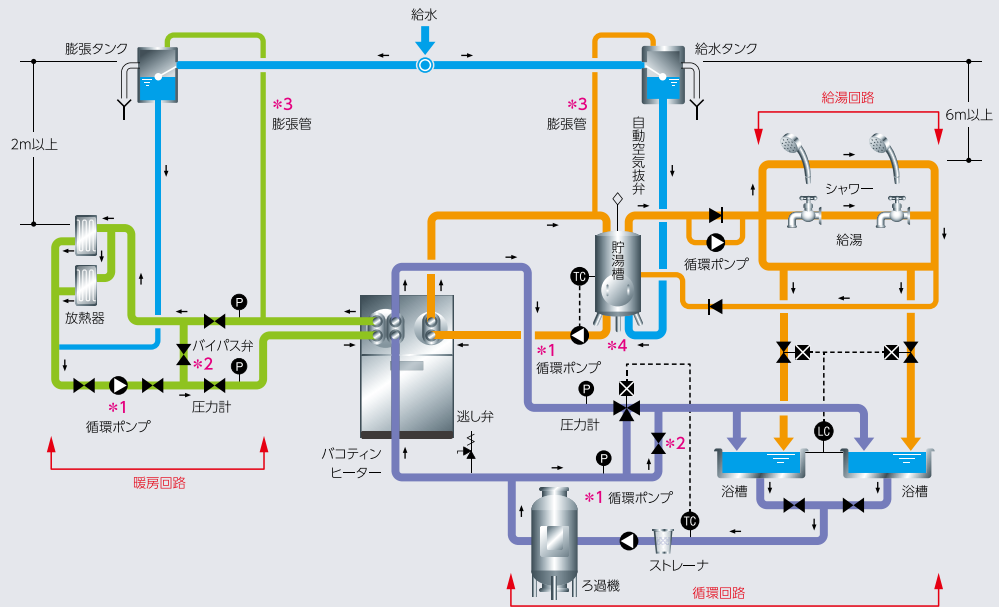 給水
膨張タンク
給水タンク
＊3
膨張管
＊3
膨張管
自動空気抜弁
給湯回路
6m以上
2m以上
シャワー
給湯
貯湯槽
循環ポンプ
TC
放熱器
P
バイパス弁
＊2
P
＊1
循環ポンプ
圧力計
＊1
循環ポンプ
＊4
P
圧力計
逃し弁
バコティン
ヒーター
P
＊2
LC
暖房回路
＊1 循環ポンプ
浴槽
浴槽
TC
ストレーナ
ろ過機
循環回路